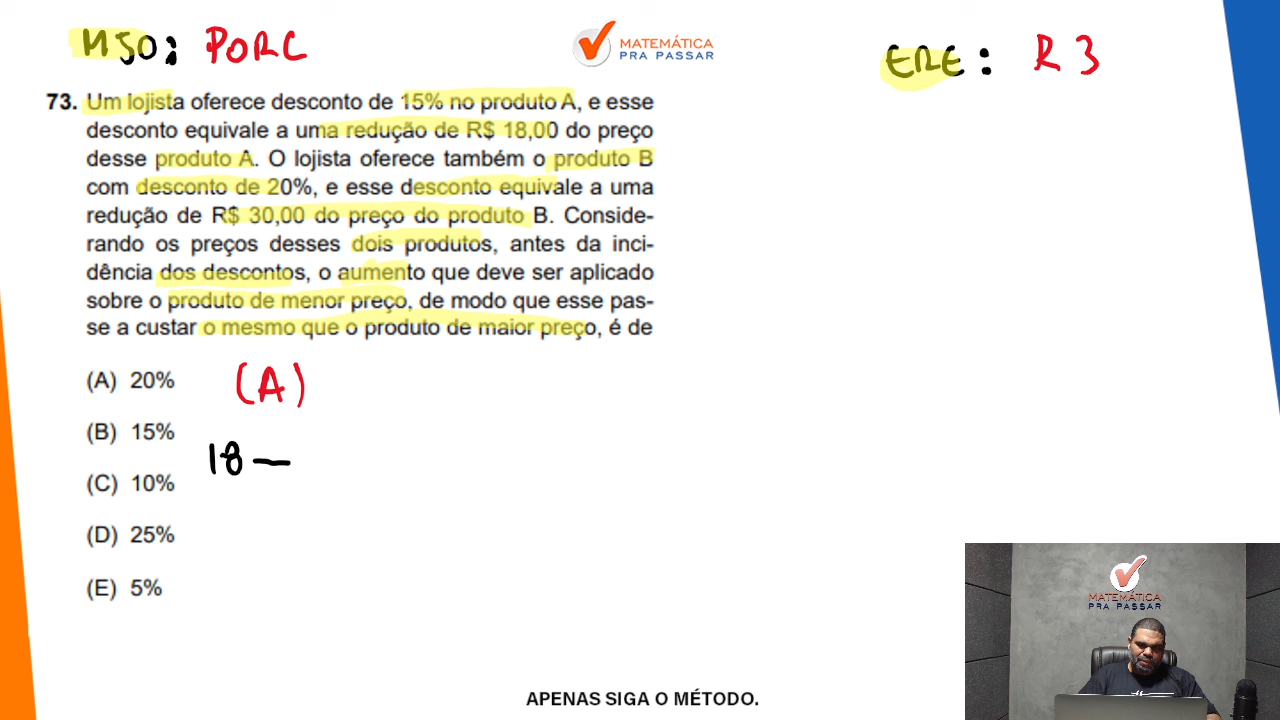 MJO: PORC
MATEMÁTICA
PRA PASSAR
ERE: R3
73. Um lojista oferece desconto de 15% no produto A, e esse
desconto equivale a uma redução de R$ 18,00 do preço
desse produto A. O lojista oferece também o produto B
com desconto de 20%, e esse desconto equivale a uma
redução de R$ 30,00 do preço do produto B. Conside-
rando os preços desses dois produtos, antes da inci-
dência dos descontos, o aumento que deve ser aplicado
sobre o produto de menor preço, de modo que esse pas-
se a custar o mesmo que o produto de maior preço, é de
(A) 20%
(A)
(B) 15%
18 —
(C) 10%
(D) 25%
(E) 5%
MATEMÁTICA
PRA PASSAR
APENAS SIGA O MÉTODO.